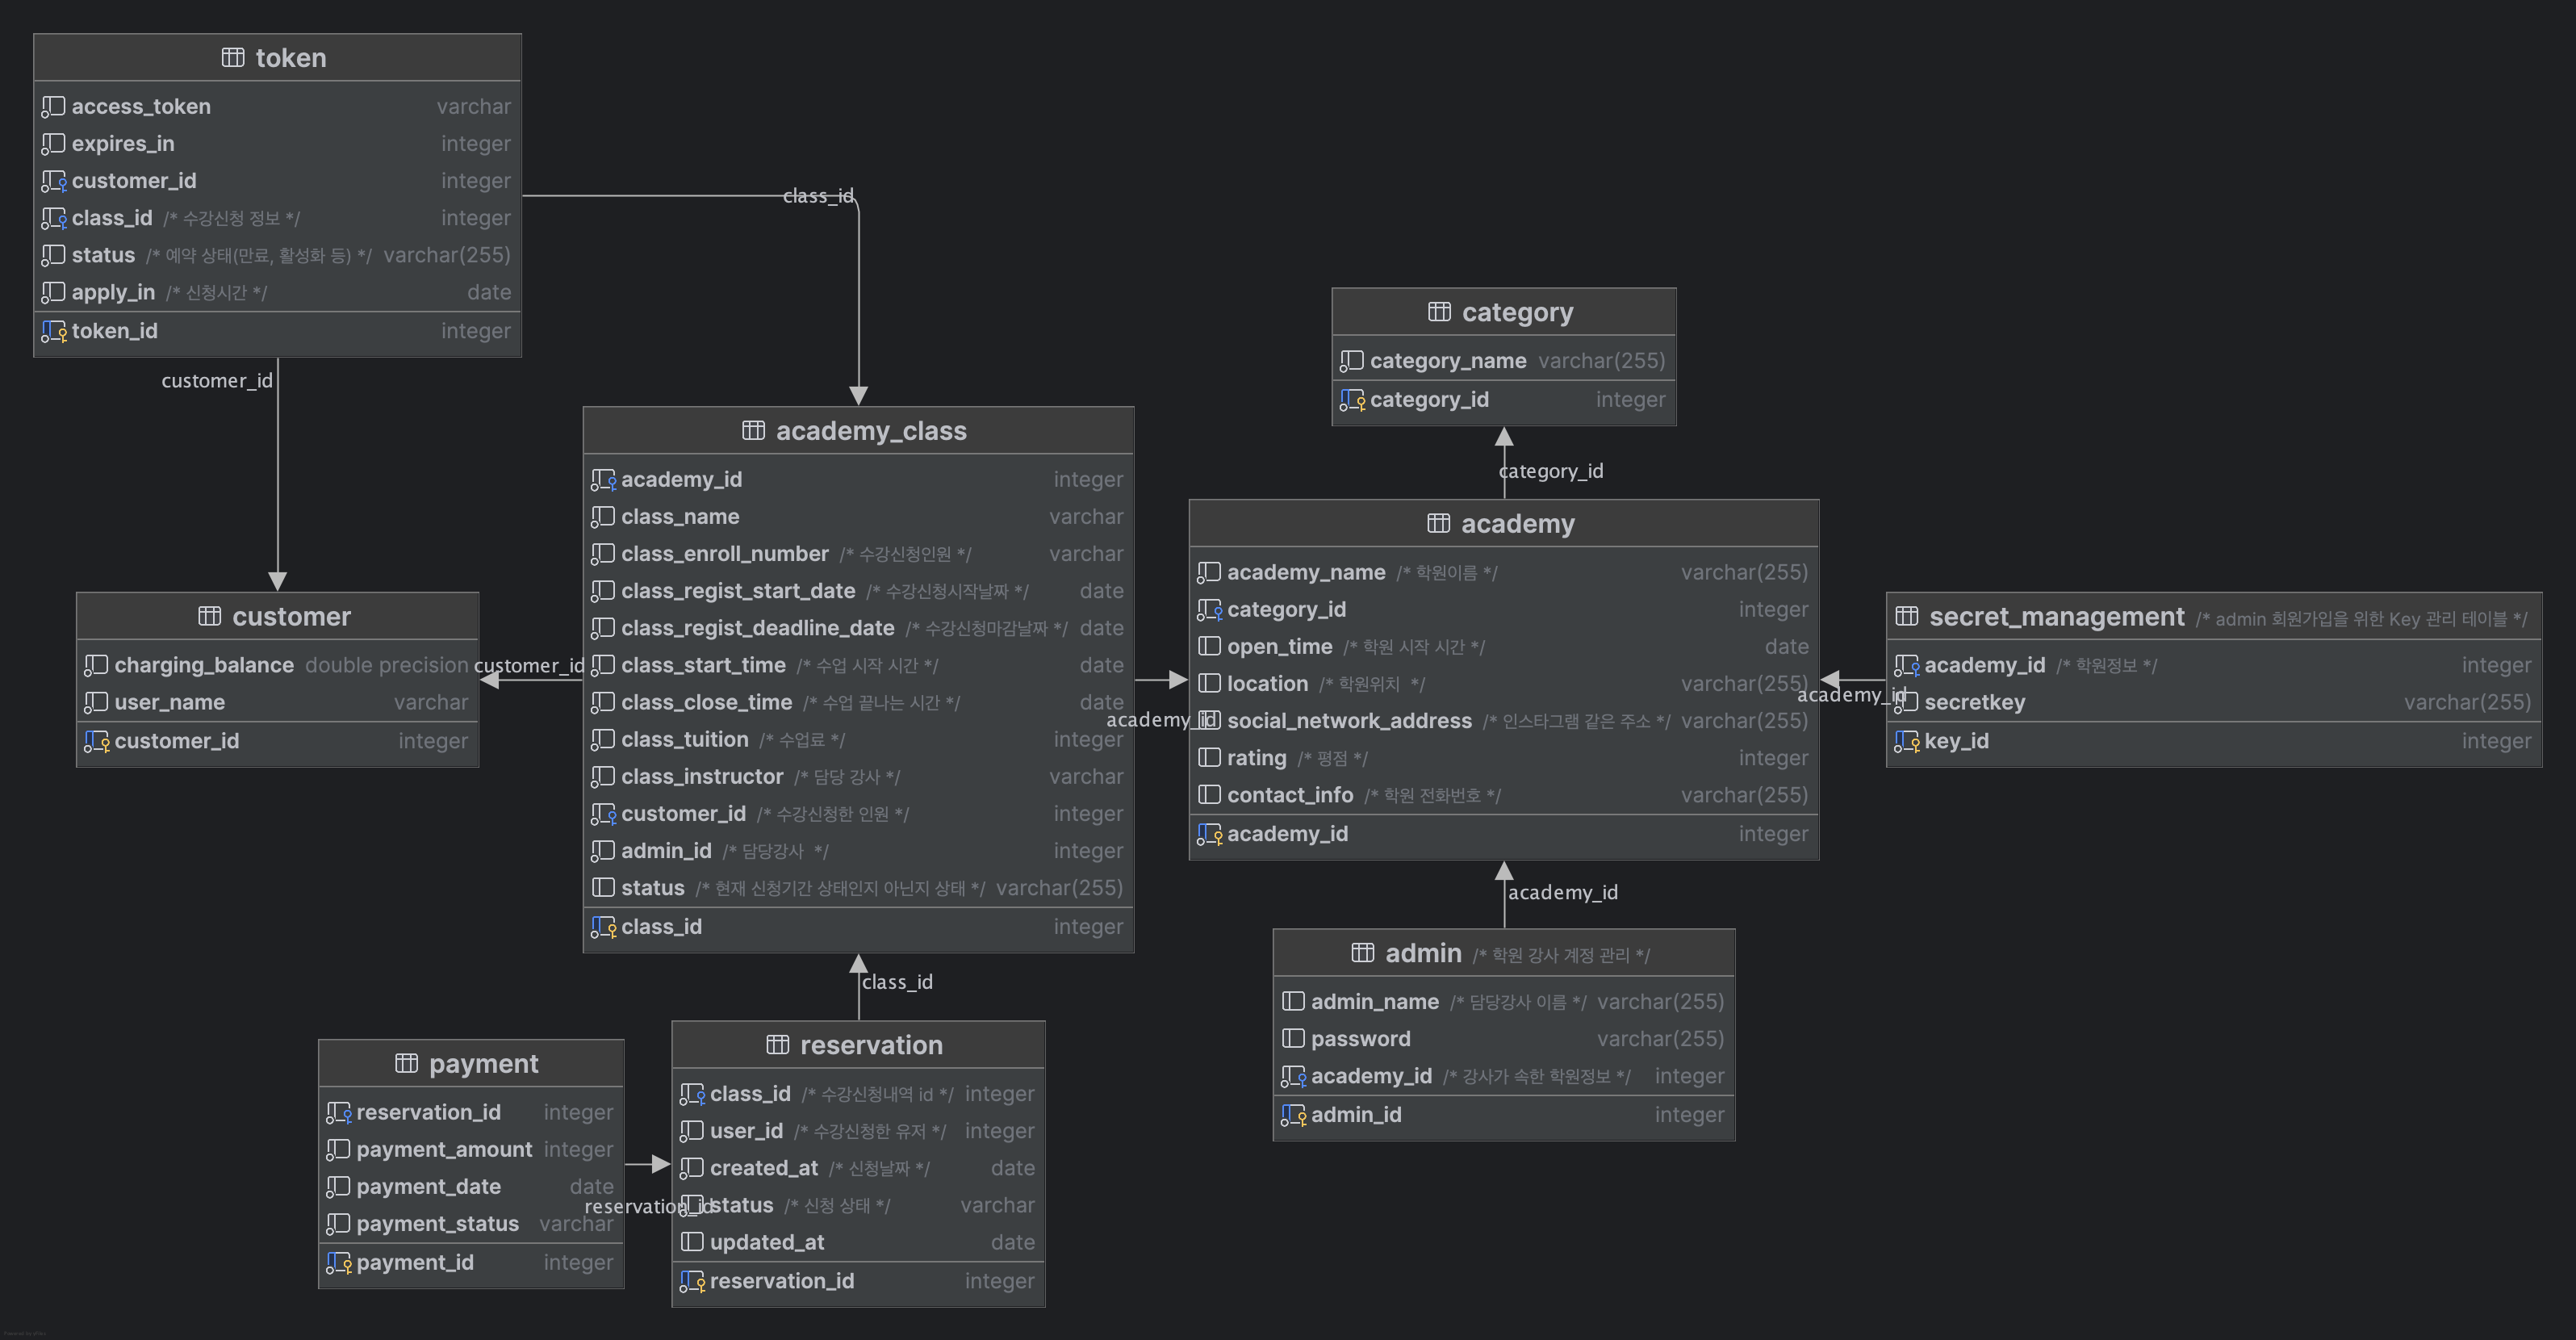 token
access_token varchar
expires_in integer
customer_id integer
class_id /* 수강신청 정보 */ integer
status /* 예약 상태(만료, 활성화 등) */ varchar(255)
apply_in /* 신청시간 */ date
token_id integer
class_id
customer_id
category
category_name varchar(255)
category_id integer
category_id
academy_class
academy_id integer
class_name varchar
class_enroll_number /* 수강신청인원 */ varchar
class_regist_start_date /* 수강신청시작날짜 */ date
class_regist_deadline_date /* 수강신청마감날짜 */ date
class_start_time /* 수업 시작 시간 */ date
class_close_time /* 수업 끝나는 시간 */ date
class_tuition /* 수업료 */ integer
class_instructor /* 담당 강사 */ varchar
customer_id /* 수강신청한 인원 */ integer
admin_id /* 담당강사 */ integer
status /* 현재 신청기간 상태인지 아닌지 상태 */ varchar(255)
class_id integer
academy
academy_name /* 학원이름 */ varchar(255)
category_id integer
open_time /* 학원 시작 시간 */ date
location /* 학원위치 */ varchar(255)
social_network_address /* 인스타그램 같은 주소 */ varchar(255)
rating /* 평점 */ integer
contact_info /* 학원 전화번호 */ varchar(255)
academy_id integer
customer
charging_balance double precision
user_name varchar
customer_id integer
customer_id
academy_id
secret_management /* admin 회원가입을 위한 Key 관리 테이블 */
academy_id /* 학원정보 */ integer
secretkey varchar(255)
key_id integer
academy_id
academy_id
admin /* 학원 강사 계정 관리 */
admin_name /* 담당강사 이름 */ varchar(255)
password varchar(255)
academy_id /* 강사가 속한 학원정보 */ integer
admin_id integer
class_id
reservation
class_id /* 수강신청내역 id */ integer
user_id /* 수강신청한 유저 */ integer
created_at /* 신청날짜 */ date
status /* 신청 상태 */ varchar
updated_at date
reservation_id integer
payment
reservation_id integer
payment_amount integer
payment_date date
payment_status varchar
payment_id integer
reservation_id